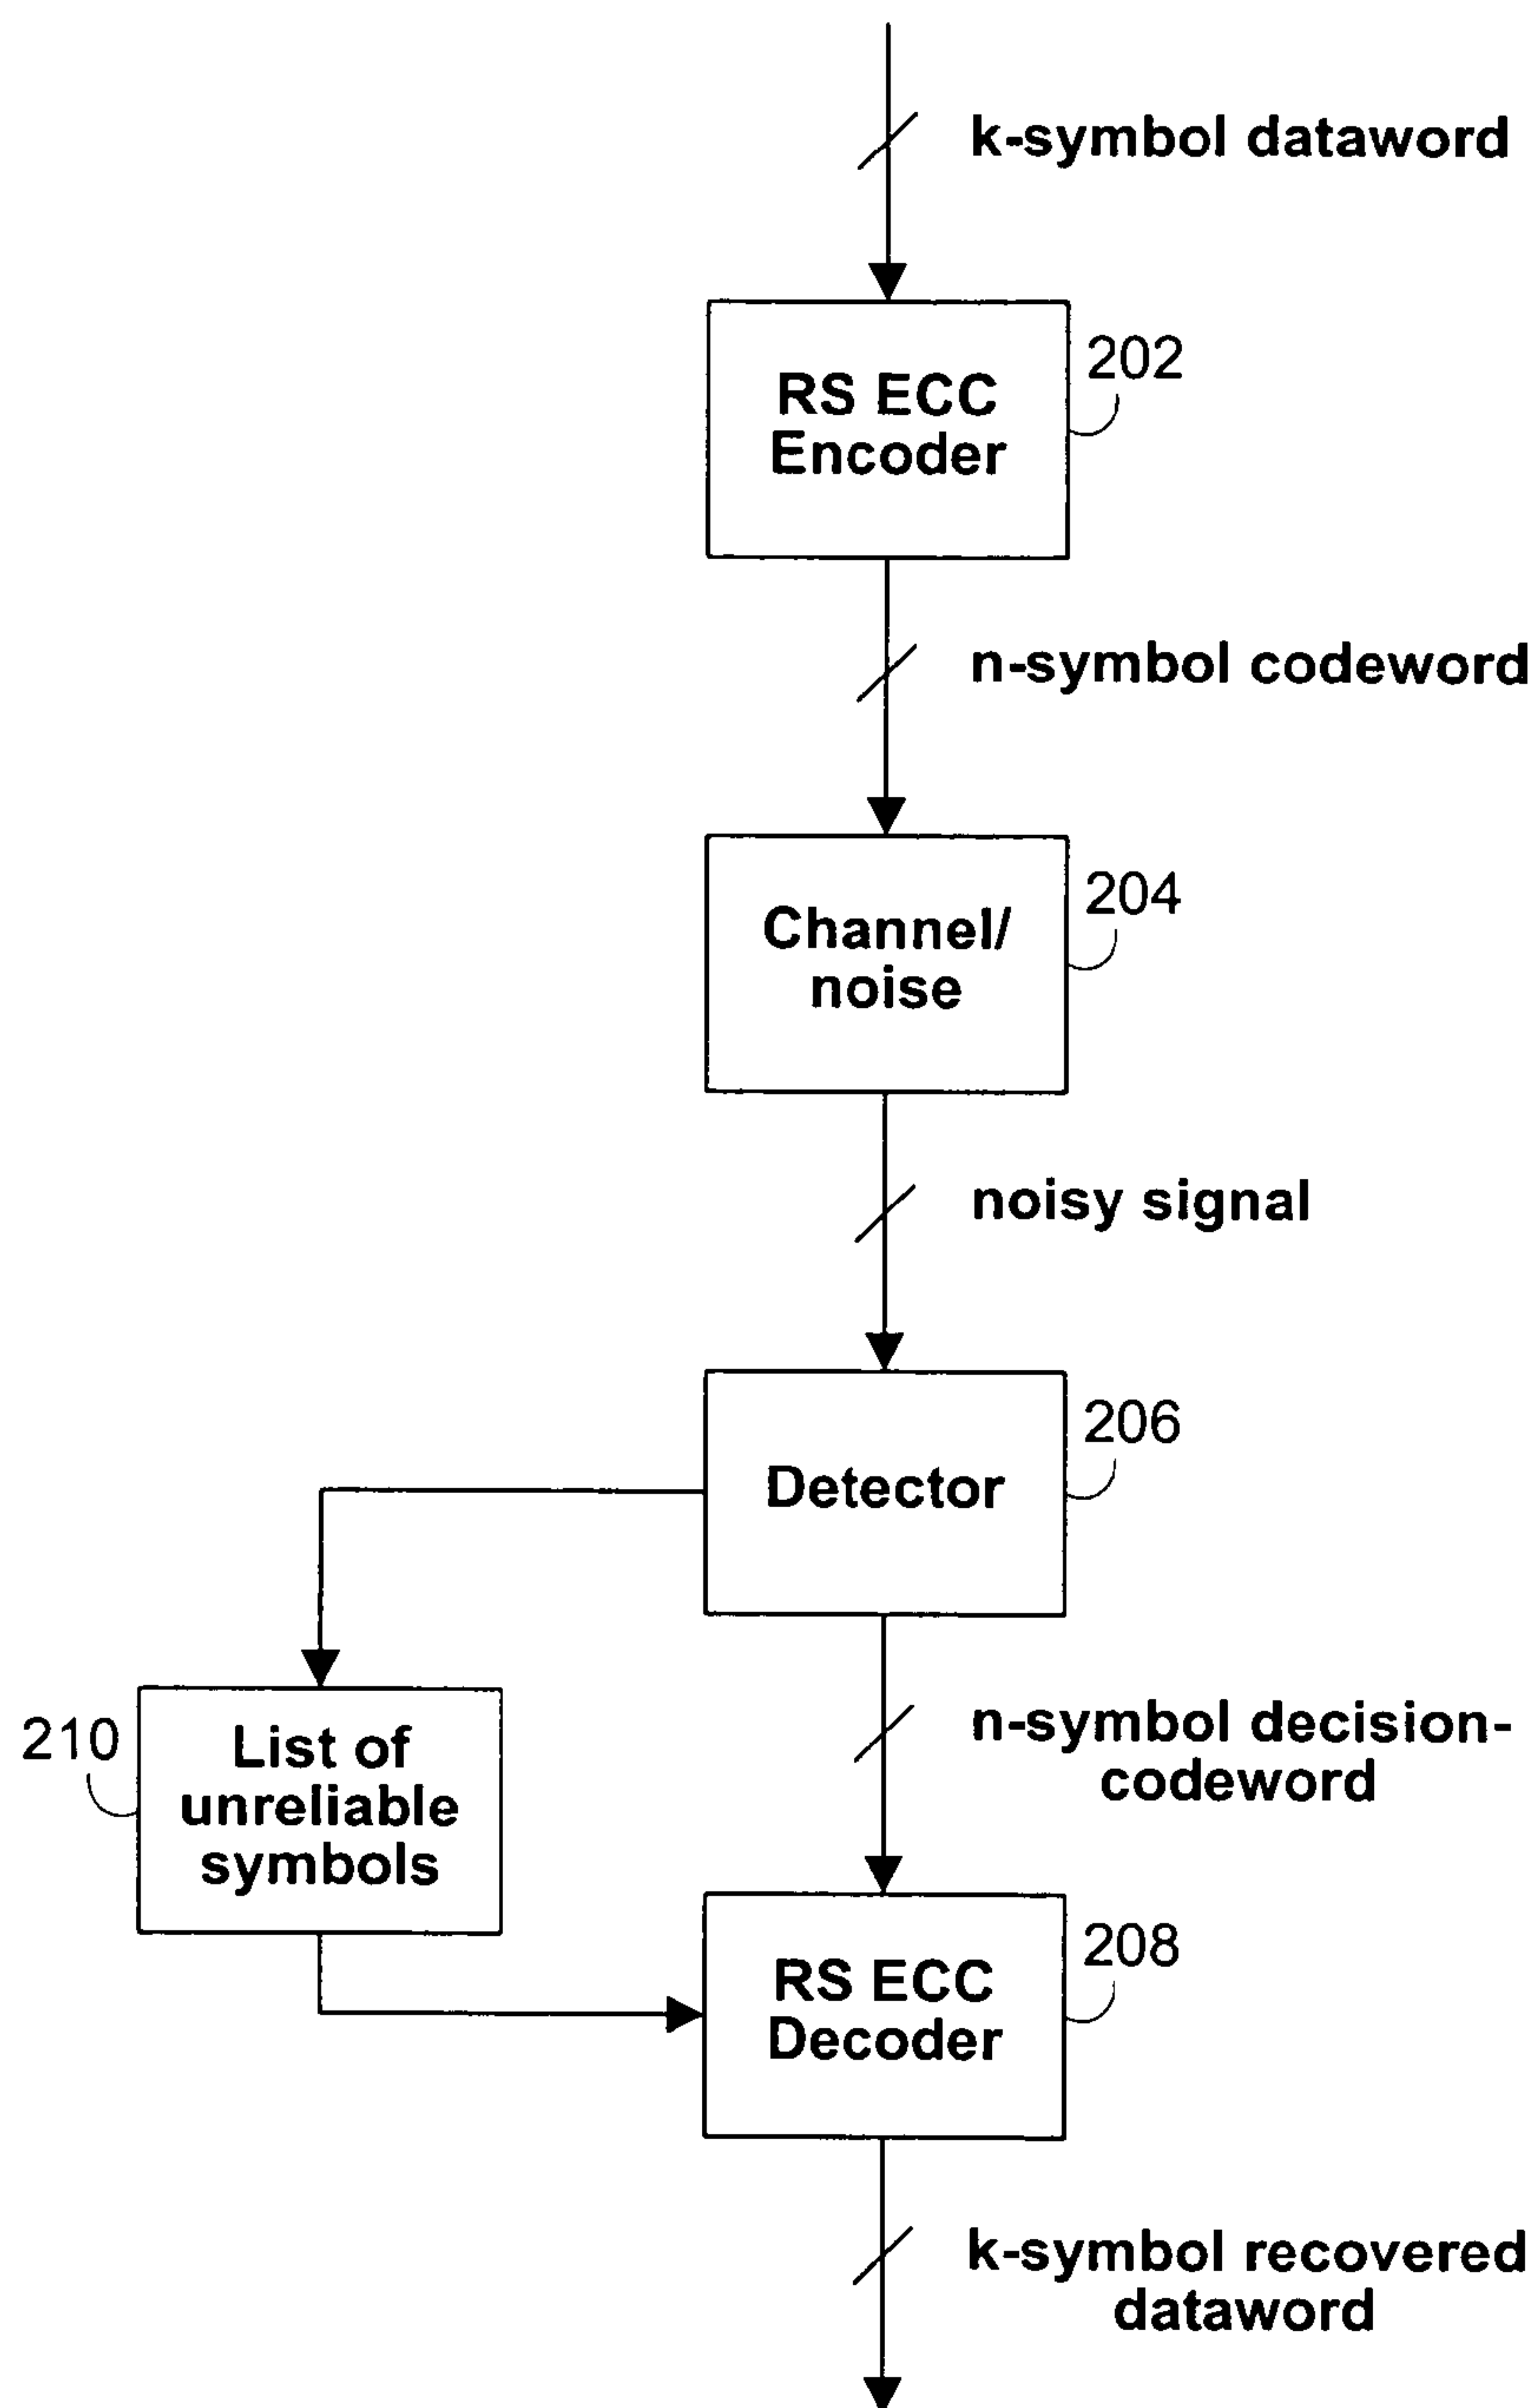 k-symbol dataword
202
RS ECC
Encoder
n-symbol codeword
204
Channel/
noise
noisy signal
206
Detector
210
List of
unreliable
symbols
n-symbol decision-
codeword
208
RS ECC
Decoder
k-symbol recovered
dataword